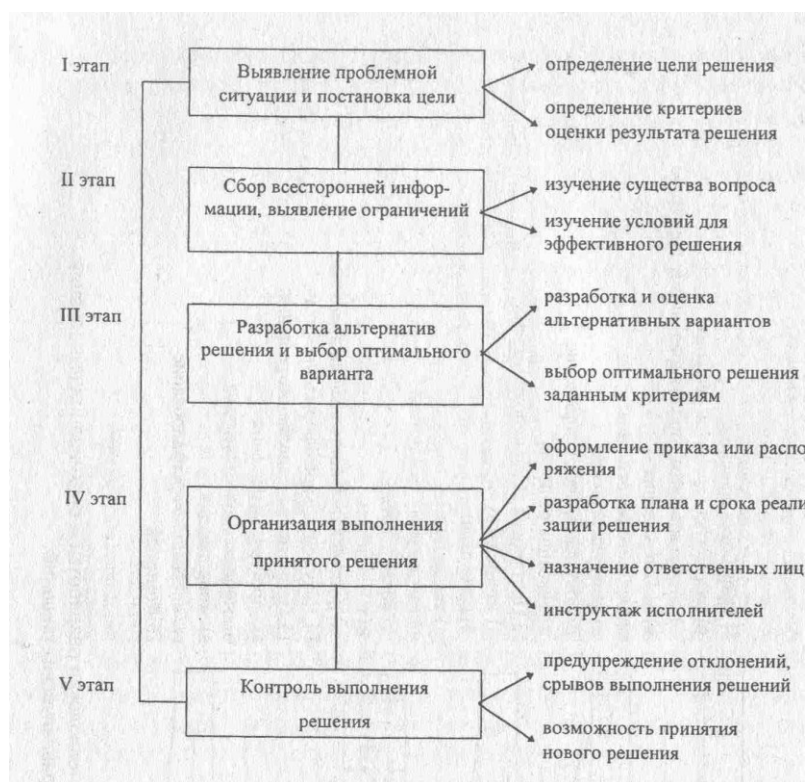 I этап
Выявление проблемной
ситуации и постановка цели
определение цели решения
определение критериев
оценки результата решения
II этап
Сбор всесторонней инфор-
мации, выявление ограничений
изучение существа вопроса
изучение условий для
эффективного решения
III этап
Разработка альтернатив
решения и выбор оптимального
варианта
разработка и оценка
альтернативных вариантов
выбор оптимального решения
заданным критериям
IV этап
Организация выполнения
принятого решения
оформление приказа или распо
ряжения
разработка плана и срока реали
зации решения
назначение ответственных лиц
инструктаж исполнителей
V этап
Контроль выполнения
решения
предупреждение отклонений,
срывов выполнения решений
возможность принятия
нового решения